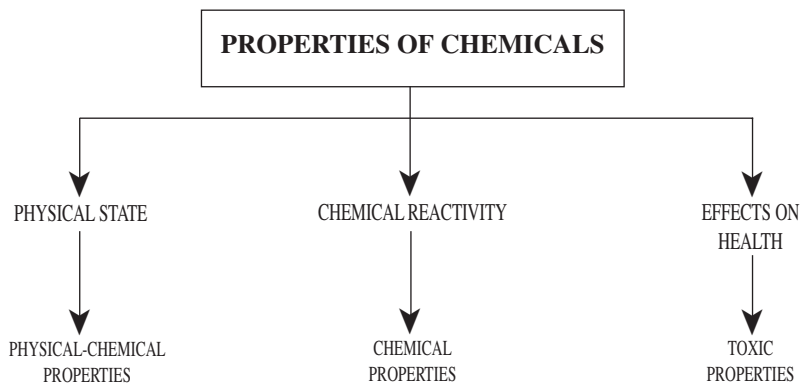 PROPERTIES OF CHEMICALS
PHYSICAL STATE
CHEMICAL REACTIVITY
EFFECTS ON
HEALTH
PHYSICAL-CHEMICAL
PROPERTIES
CHEMICAL
PROPERTIES
TOXIC
PROPERTIES